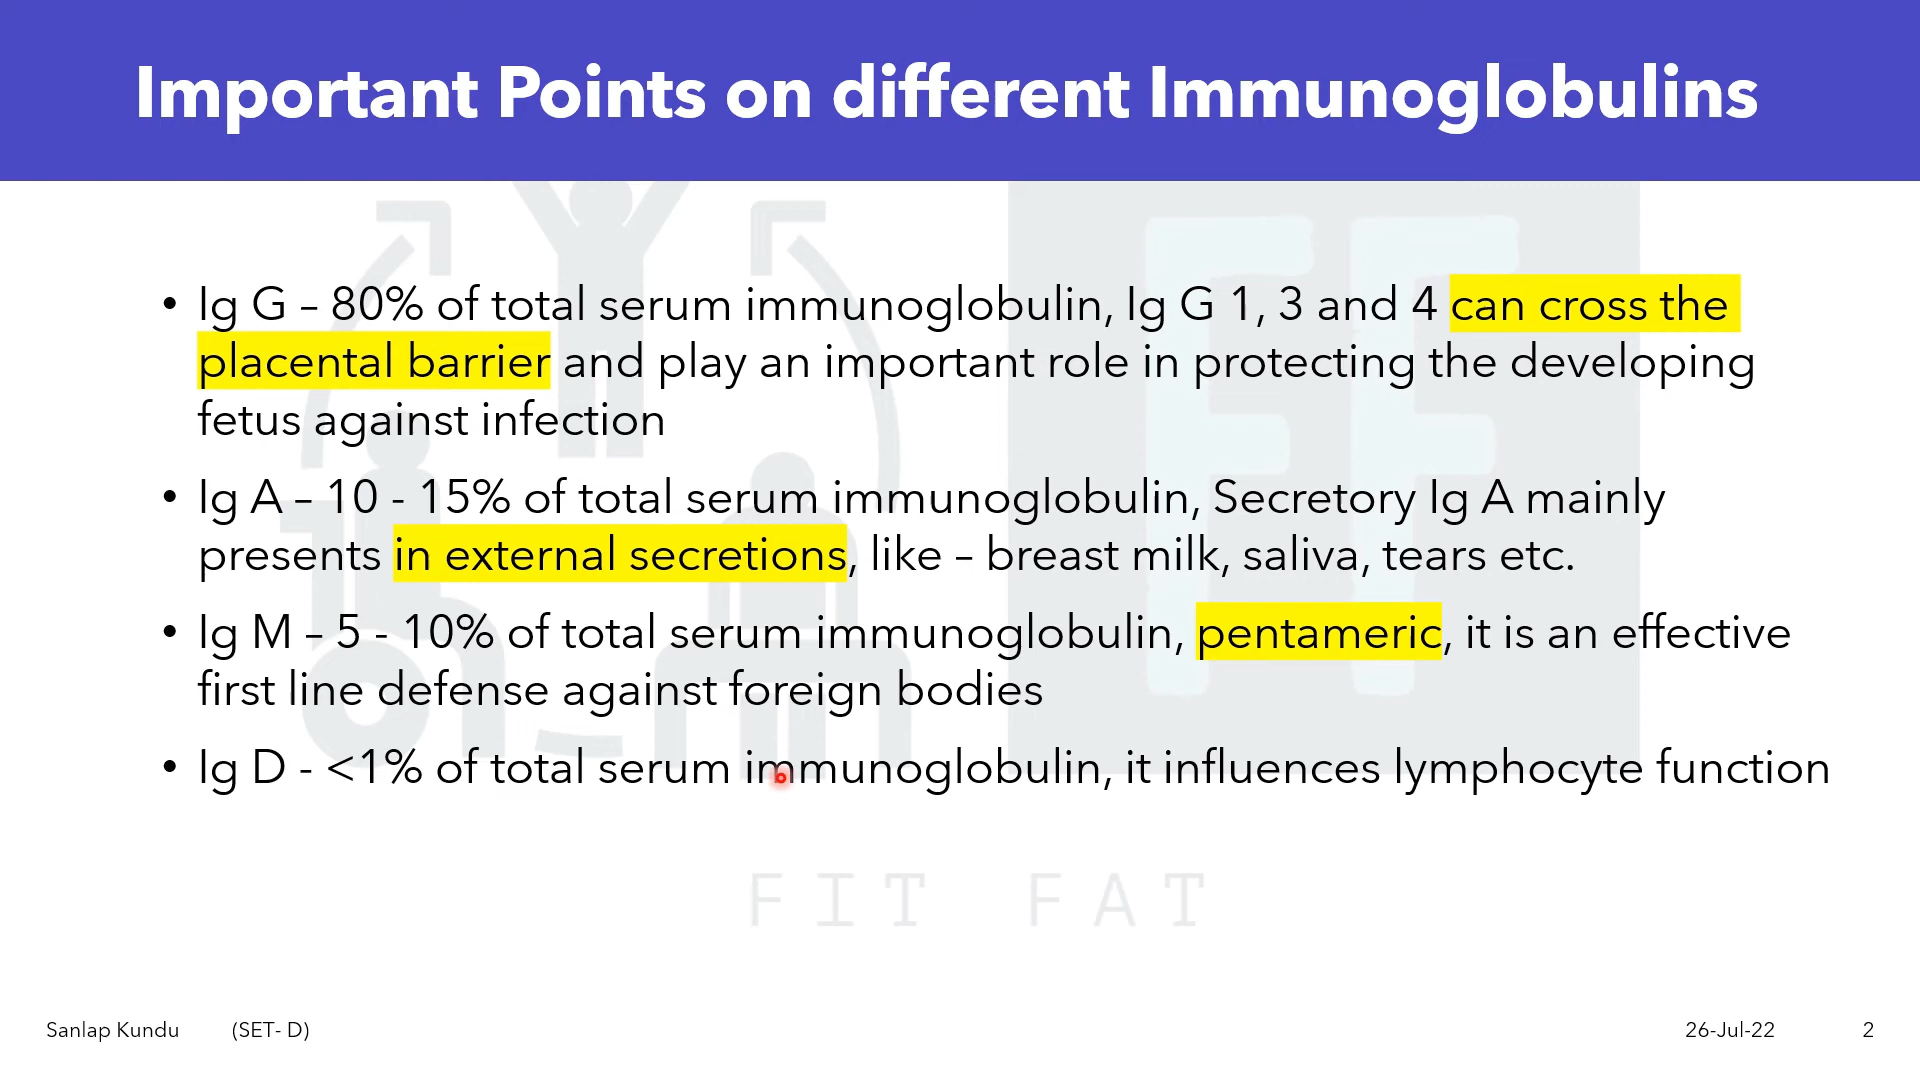 Important Points on different Immunoglobulins
• Ig G – 80% of total serum immunoglobulin, Ig G 1, 3 and 4 can cross the
placental barrier and play an important role in protecting the developing
fetus against infection
• Ig A – 10 - 15% of total serum immunoglobulin, Secretory Ig A mainly
presents in external secretions, like – breast milk, saliva, tears etc.
• Ig M – 5 - 10% of total serum immunoglobulin, pentameric, it is an effective
first line defense against foreign bodies
• Ig D - <1% of total serum immunoglobulin, it influences lymphocyte function
FF
FIT FAT
Sanlap Kundu (SET- D) 26-Jul-22 2